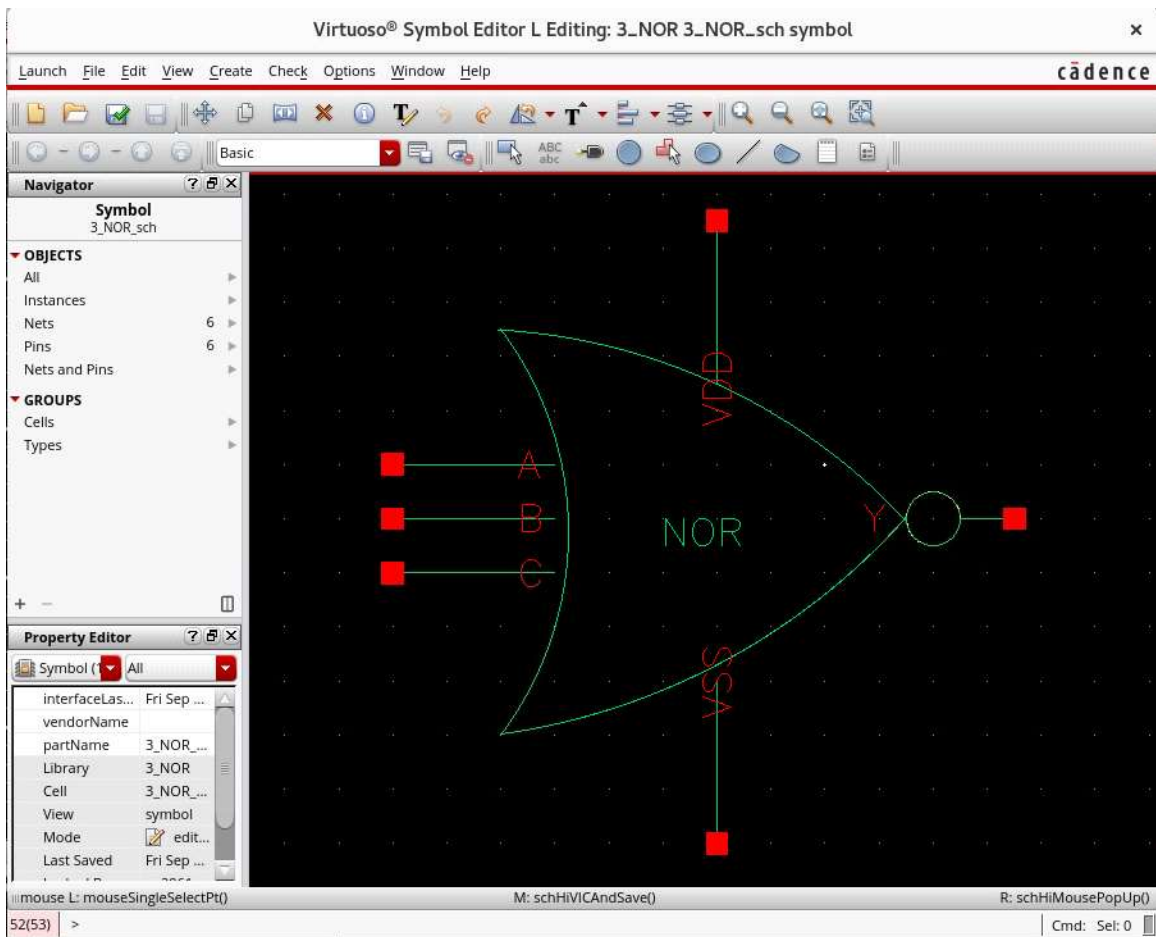 Virtuoso® Symbol Editor L Editing: 3_NOR 3_NOR_sch symbol
Launch File Edit View Create Check Options Window Help
cādence
Basic
ABC
abc
Navigator
Symbol
3_NOR_sch
OBJECTS
All
Instances
Nets 6
Pins 6
Nets and Pins
GROUPS
Cells
Types
VDD
A
B
C
NOR
Y
VSS
Property Editor
Symbol (1 All
interfaceLas... Fri Sep ...
vendorName
partName 3_NOR_...
Library 3_NOR
Cell 3_NOR_...
View symbol
Mode edit...
Last Saved Fri Sep ...
mouse L: mouseSingleSelectPt() M: schHiVICAndSave() R: schHiMousePopUp()
52(53) > Cmd: Sel: 0